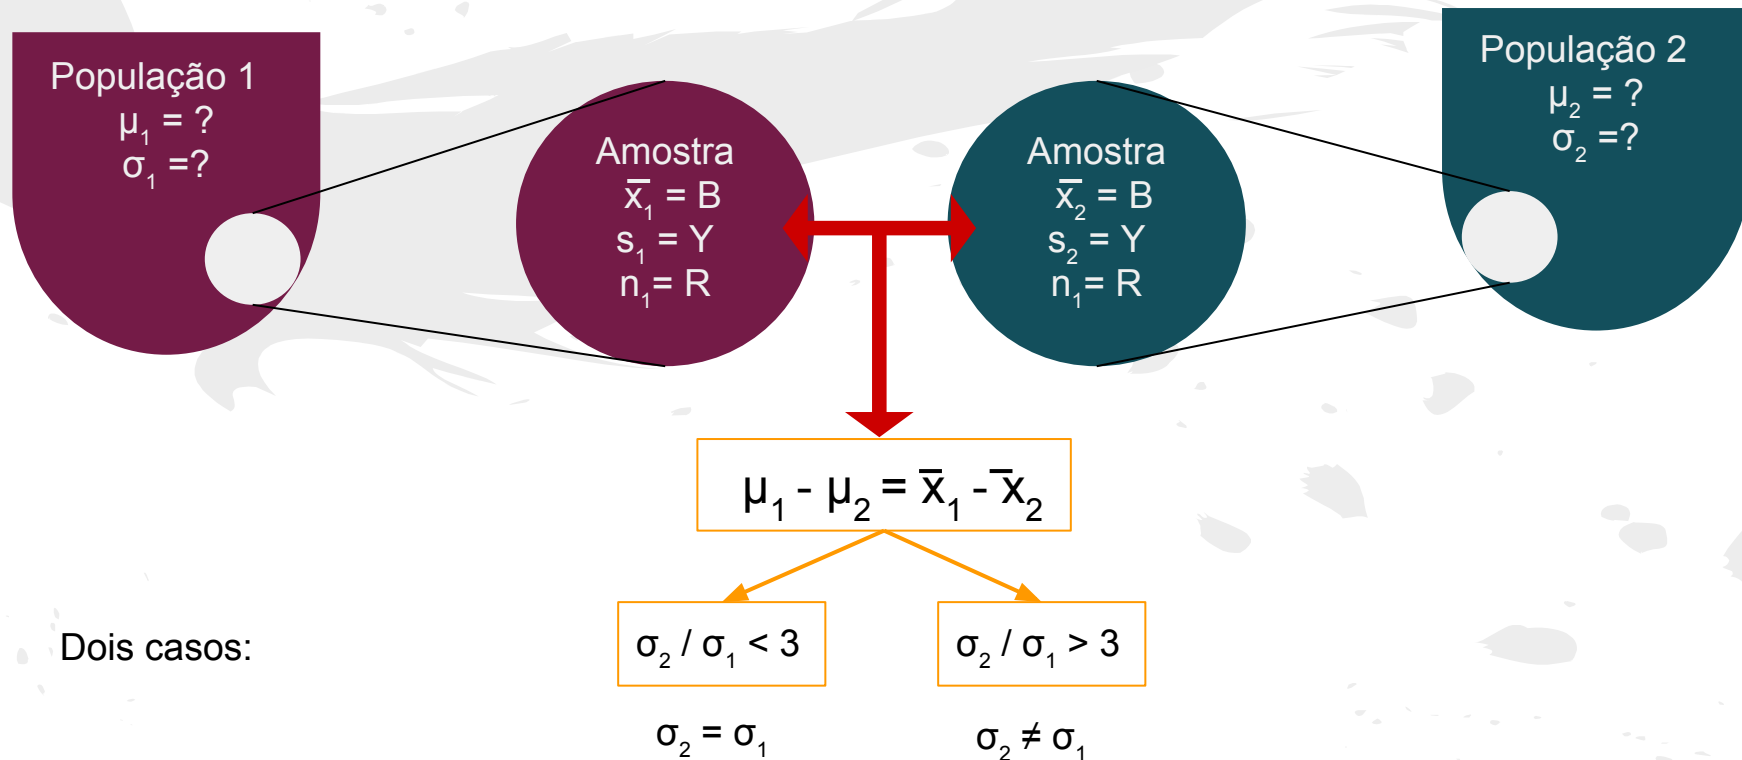 População 1
μ₁ = ?
σ₁ =?
Amostra
x̅₁ = B
s₁ = Y
n₁= R
Amostra
x̅₂ = B
s₂ = Y
n₁= R
População 2
μ₂ = ?
σ₂ =?
μ₁ - μ₂ = x̅₁ - x̅₂
Dois casos:
σ₂ / σ₁ < 3
σ₂ / σ₁ > 3
σ₂ = σ₁
σ₂ ≠ σ₁